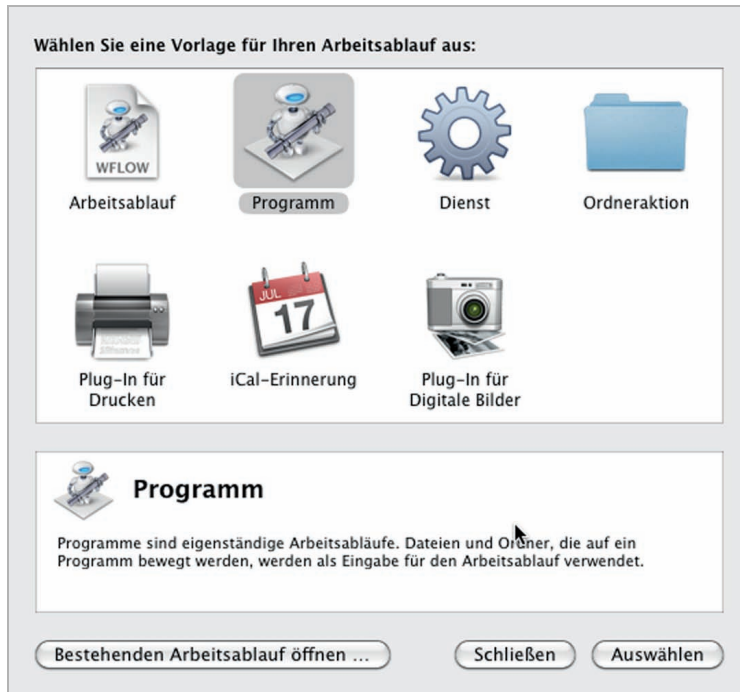 Wählen Sie eine Vorlage für Ihren Arbeitsablauf aus:
WFLOW
Arbeitsablauf
Programm
Dienst
Ordneraktion
JUL
17
Plug-In für
Drucken
iCal-Erinnerung
Plug-In für
Digitale Bilder
Programm
Programme sind eigenständige Arbeitsabläufe. Dateien und Ordner, die auf ein
Programm bewegt werden, werden als Eingabe für den Arbeitsablauf verwendet.
Bestehenden Arbeitsablauf öffnen ...
Schließen
Auswählen